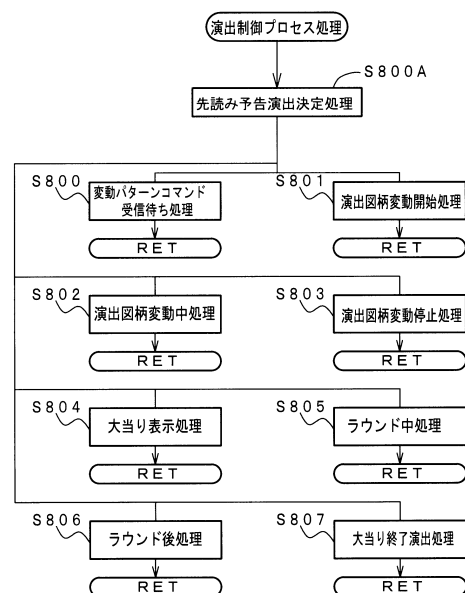 演出制御プロセス処理
S800A
先読み予告演出決定処理
S800
変動パターンコマンド
受信待ち処理
RET
S801
演出図柄変動開始処理
RET
S802
演出図柄変動中処理
RET
S803
演出図柄変動停止処理
RET
S804
大当り表示処理
RET
S805
ラウンド中処理
RET
S806
ラウンド後処理
RET
S807
大当り終了演出処理
RET